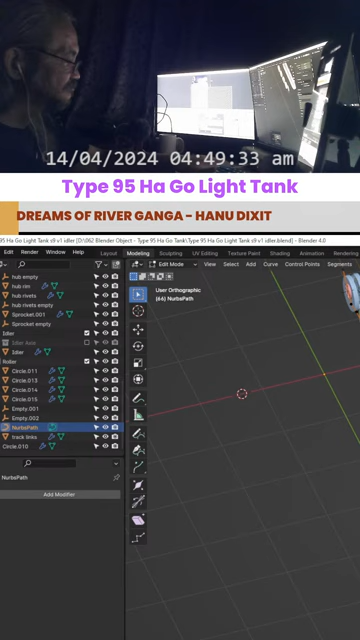 14/04/2024 04:49:33 am
Type 95 Ha Go Light Tank
DREAMS OF RIVER GANGA - HANU DIXIT
95 Ha Go Light Tank s9 v1 idler [D:\062 Blender Object - Type 95 Ha Go Light Tank\Type 95 Ha Go Light Tank s9 v1 idler.blend] - Blender 4.0
Edit Render Window Help Layout Modeling Sculpting UV Editing Texture Paint Shading Animation Rendering
Edit Mode View Select Add Curve Control Points Segments
hub empty
hub rim
hub rivets
hub rivets empty
Sprocket.001
Sprocket empty
Idler
Idler Axis
Idler
Roller
Circle.011
Circle.013
Circle.014
Circle.015
Empty.001
Empty.002
NurbsPath
track links
Circle.010
User Orthographic
(66) NurbsPath
NurbsPath
Add Modifier